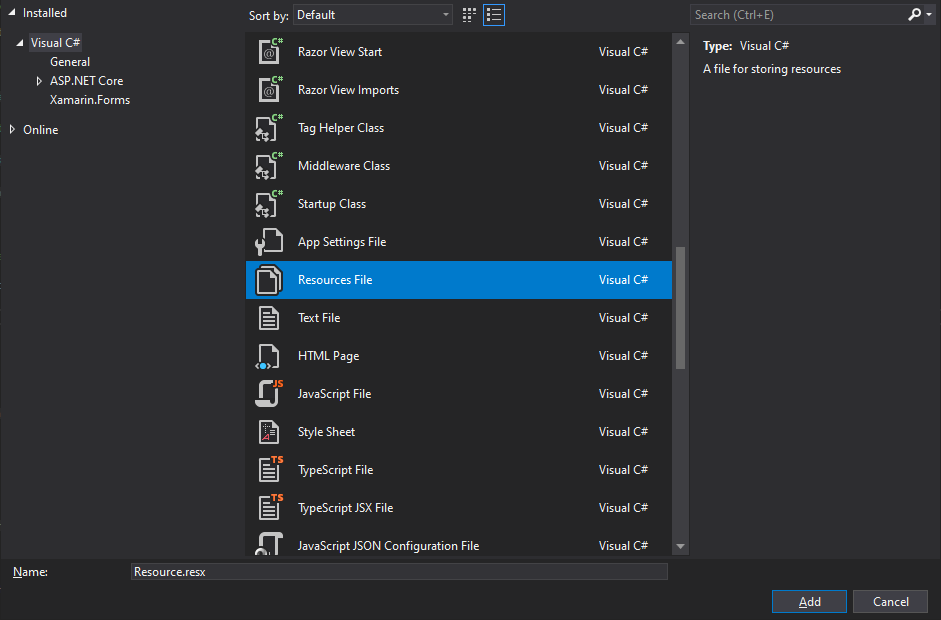 Installed
Visual C#
General
ASP.NET Core
Xamarin.Forms
Online
Sort by: Default
Search (Ctrl+E)
C# Razor View Start Visual C#
C# Razor View Imports Visual C#
C# Tag Helper Class Visual C#
C# Middleware Class Visual C#
C# Startup Class Visual C#
App Settings File Visual C#
Resources File Visual C#
Text File Visual C#
HTML Page Visual C#
JS JavaScript File Visual C#
Style Sheet Visual C#
TS TypeScript File Visual C#
TS TypeScript JSX File Visual C#
JavaScript JSON Configuration File Visual C#
Type: Visual C#
A file for storing resources
Name: Resource.resx
Add Cancel